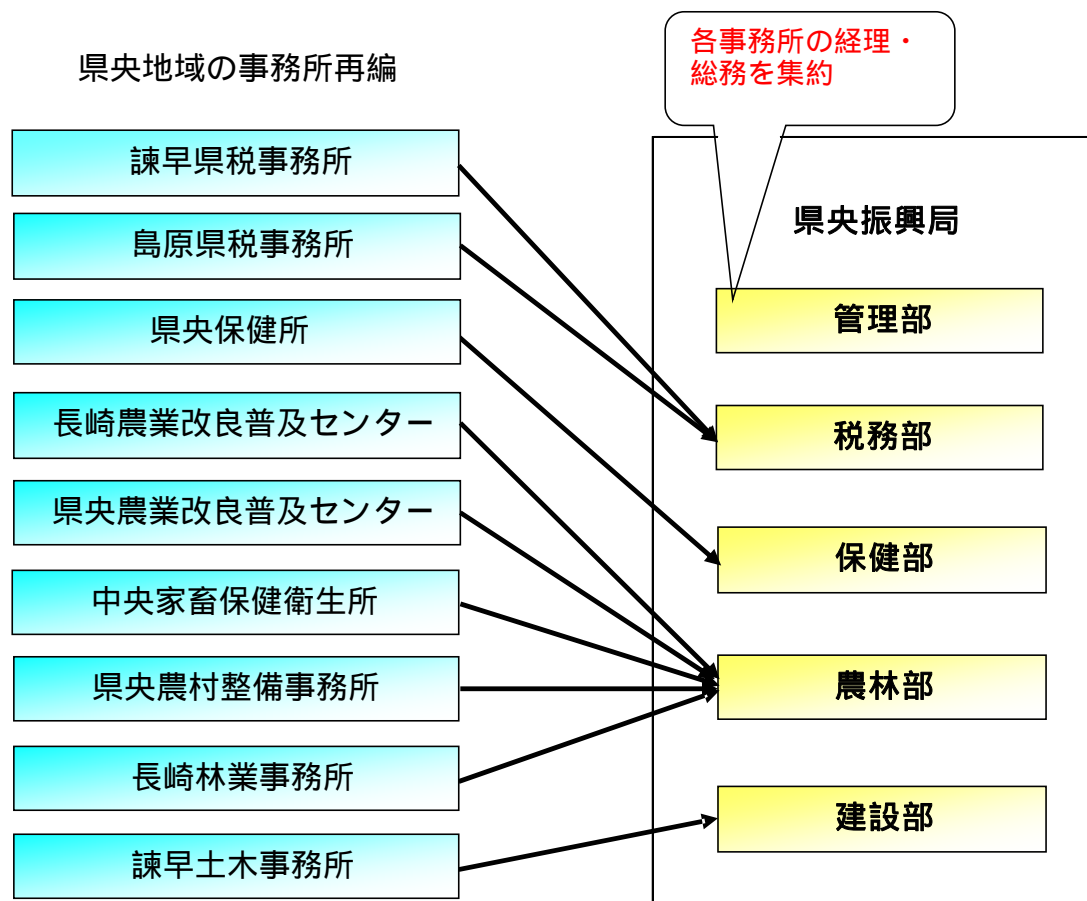 県央地域の事務所再編
各事務所の経理・
総務を集約
諫早県税事務所
島原県税事務所
県央保健所
長崎農業改良普及センター
県央農業改良普及センター
中央家畜保健衛生所
県央農村整備事務所
長崎林業事務所
諫早土木事務所
県央振興局
管理部
税務部
保健部
農林部
建設部